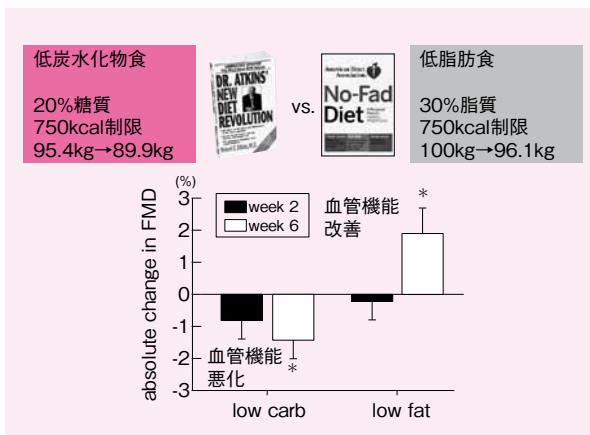 低炭水化物食
20%糖質
750kcal制限
95.4kg→89.9kg
DR. ATKINS'
NEW
DIET
REVOLUTION
vs.
American Heart
Association
No-Fad
Diet
低脂肪食
30%脂質
750kcal制限
100kg→96.1kg
(%)
3
2
1
0
-1
-2
-3
absolute change in FMD
week 2
week 6
血管機能
改善
*
血管機能
悪化
*
low carb
low fat